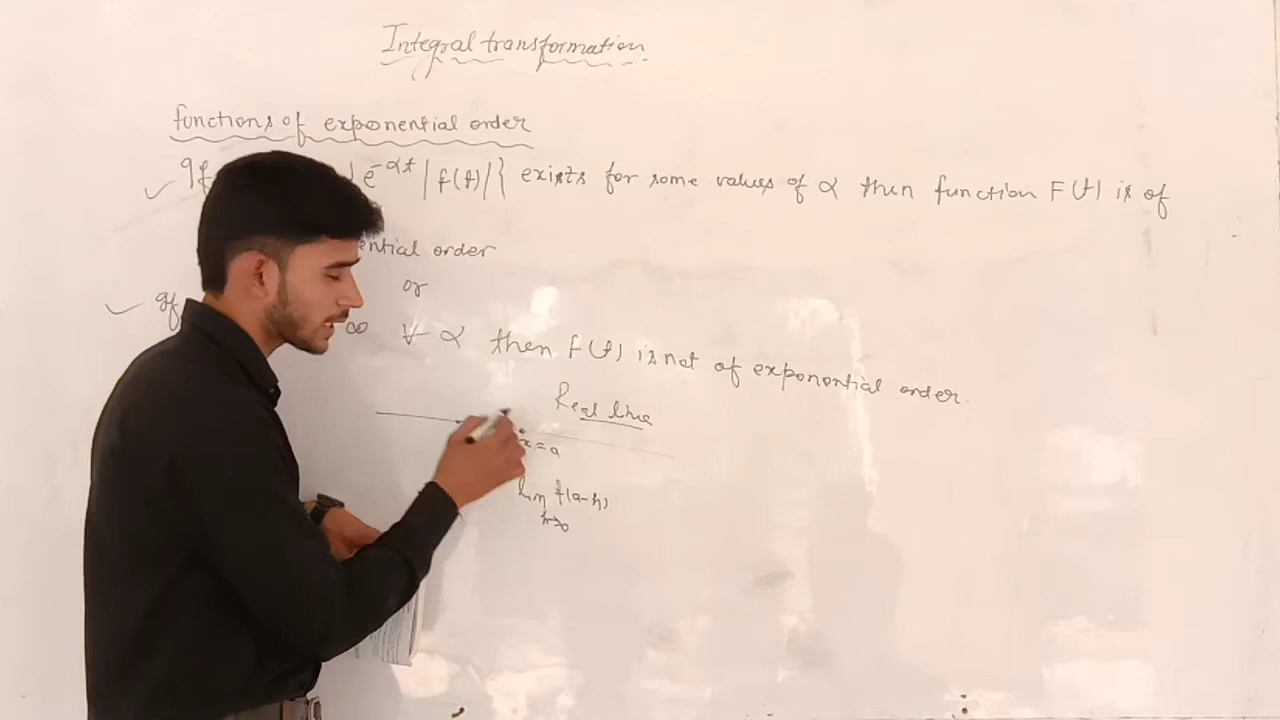 Integral transformation
functions of exponential order
If e^-αt |f(t)|} exists for some values of α then function F(t) is of
ential order
or
If ∞ ∀ α then f(t) is not of exponential order.
Real line
x = a
lim f(a-h)
h→0